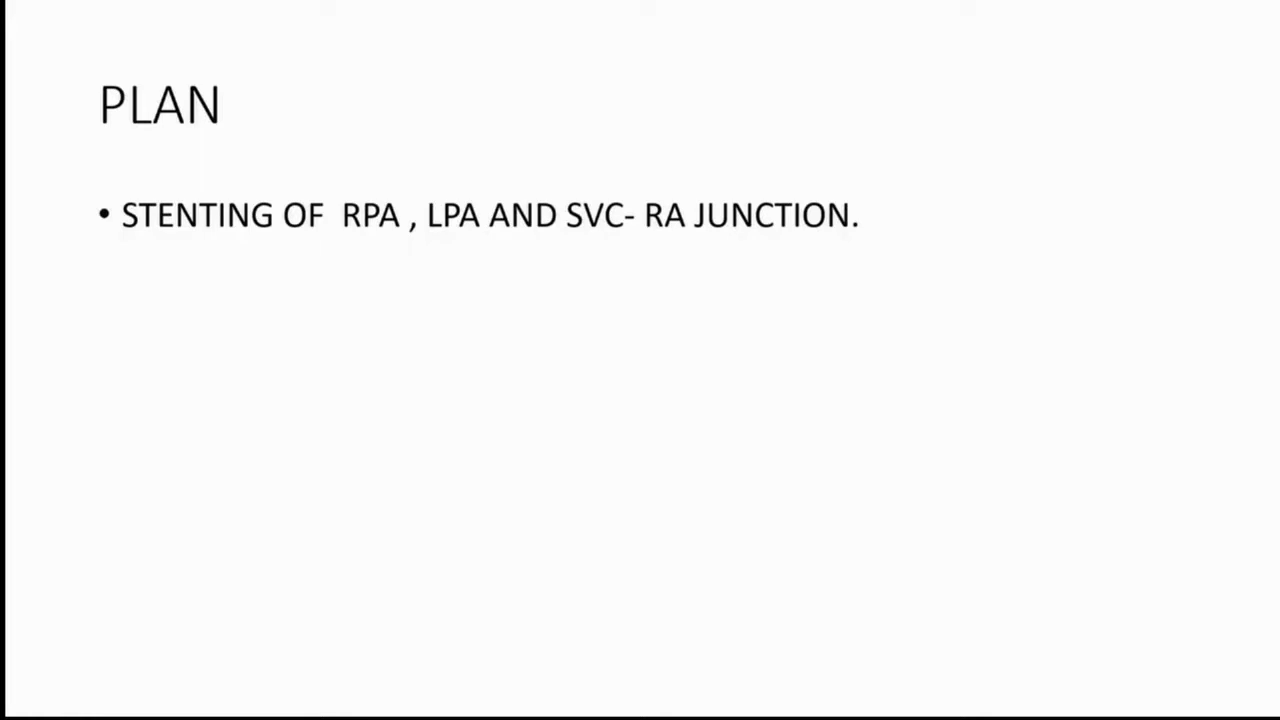 PLAN
• STENTING OF  RPA , LPA AND SVC- RA JUNCTION.